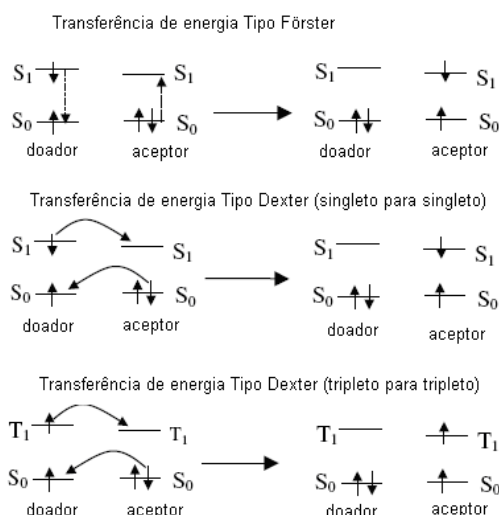 Transferência de energia Tipo Förster
S1 S1 S1 S1
S0 S0 S0 S0
doador aceptor doador aceptor
Transferência de energia Tipo Dexter (singleto para singleto)
S1 S1 S1 S1
S0 S0 S0 S0
doador aceptor doador aceptor
Transferência de energia Tipo Dexter (tripleto para tripleto)
T1 T1 T1 T1
S0 S0 S0 S0
doador aceptor doador aceptor